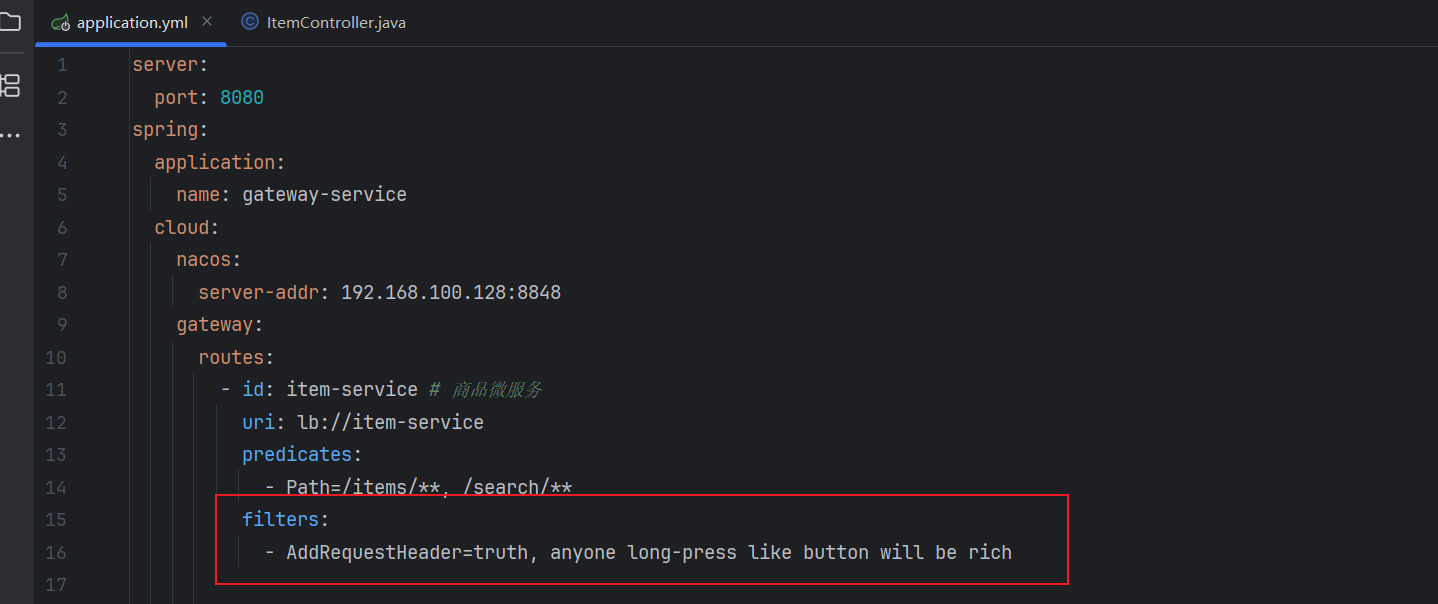 application.yml
ItemController.java
1 server:
2 port: 8080
3 spring:
4 application:
5 name: gateway-service
6 cloud:
7 nacos:
8 server-addr: 192.168.100.128:8848
9 gateway:
10 routes:
11 - id: item-service # 商品微服务
12 uri: lb://item-service
13 predicates:
14 - Path=/items/**, /search/**
15 filters:
16 - AddRequestHeader=truth, anyone long-press like button will be rich
17